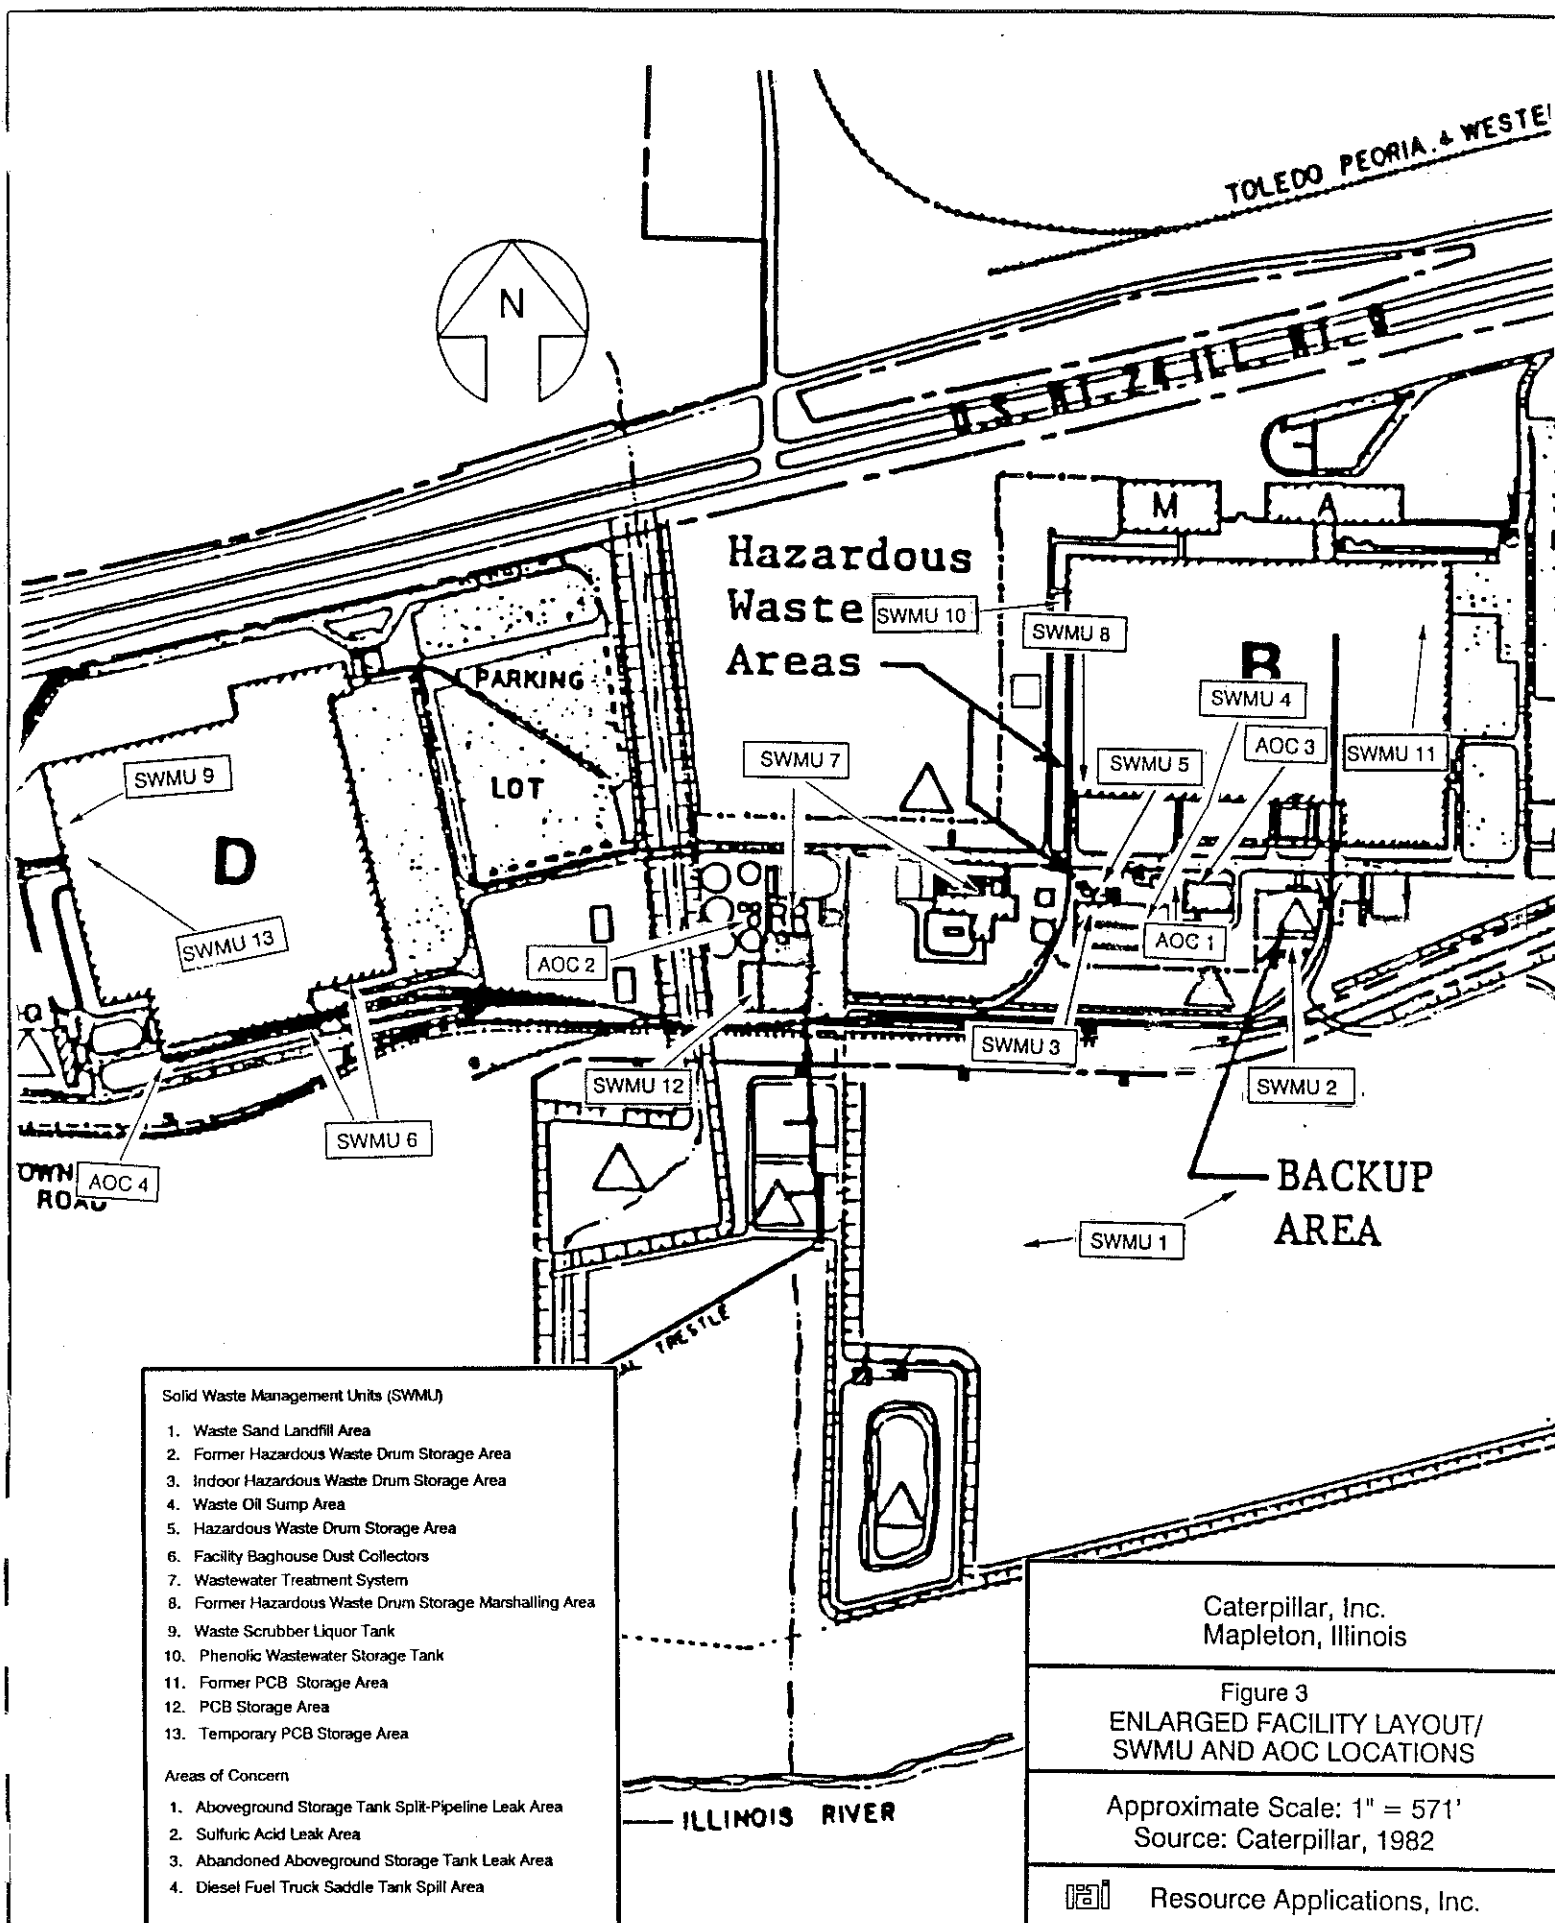 TOLEDO PEORIA & WESTE
N
U.S. RT. 24 ILL. RT. 9
M
A
Hazardous
Waste
Areas
SWMU 10
SWMU 8
B
PARKING
LOT
SWMU 4
AOC 3
SWMU 11
SWMU 7
SWMU 5
SWMU 9
D
SWMU 13
AOC 2
AOC 1
SWMU 3
SWMU 12
SWMU 2
SWMU 6
OWN
ROAD
AOC 4
BACKUP
AREA
SWMU 1
AL TRESTLE
Solid Waste Management Units (SWMU)
1. Waste Sand Landfill Area
2. Former Hazardous Waste Drum Storage Area
3. Indoor Hazardous Waste Drum Storage Area
4. Waste Oil Sump Area
5. Hazardous Waste Drum Storage Area
6. Facility Baghouse Dust Collectors
7. Wastewater Treatment System
8. Former Hazardous Waste Drum Storage Marshalling Area
9. Waste Scrubber Liquor Tank
10. Phenolic Wastewater Storage Tank
11. Former PCB Storage Area
12. PCB Storage Area
13. Temporary PCB Storage Area
Areas of Concern
1. Aboveground Storage Tank Split-Pipeline Leak Area
2. Sulfuric Acid Leak Area
3. Abandoned Aboveground Storage Tank Leak Area
4. Diesel Fuel Truck Saddle Tank Spill Area
ILLINOIS RIVER
Caterpillar, Inc.
Mapleton, Illinois
Figure 3
ENLARGED FACILITY LAYOUT/
SWMU AND AOC LOCATIONS
Approximate Scale: 1" = 571'
Source: Caterpillar, 1982
rai Resource Applications, Inc.